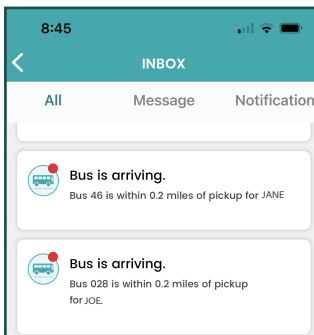 8:45
INBOX
All Message Notification
Bus is arriving.
Bus 46 is within 0.2 miles of pickup for JANE
Bus is arriving.
Bus 028 is within 0.2 miles of pickup
for JOE.